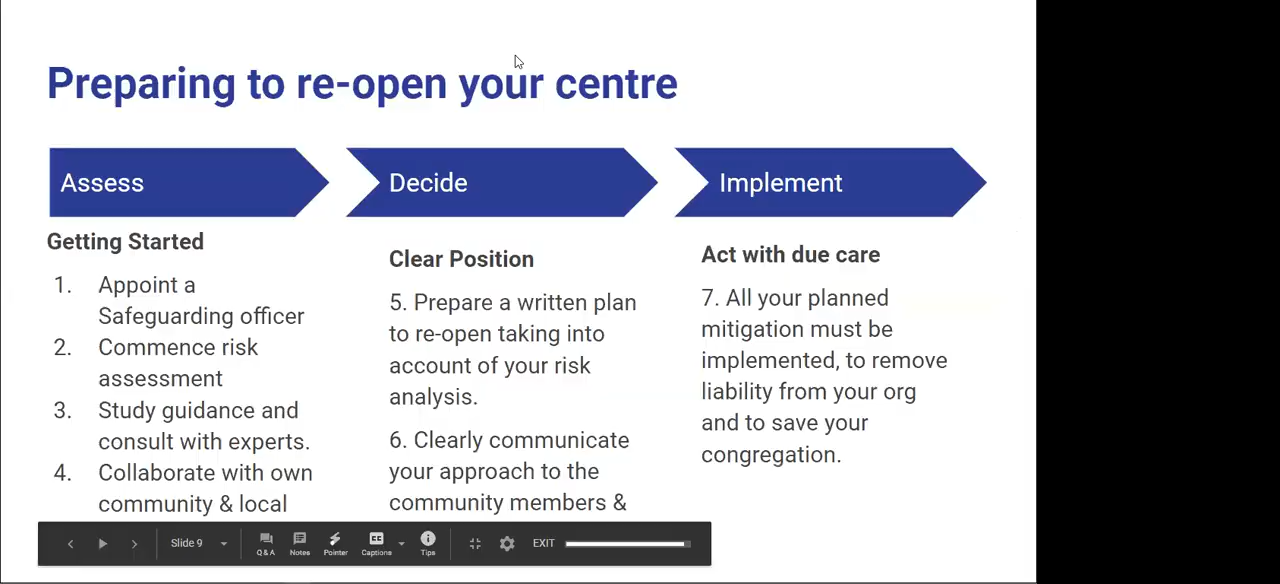 Preparing to re-open your centre
Assess
Decide
Implement
Getting Started
1. Appoint a
Safeguarding officer
2. Commence risk
assessment
3. Study guidance and
consult with experts.
4. Collaborate with own
community & local
Clear Position
5. Prepare a written plan
to re-open taking into
account of your risk
analysis.
6. Clearly communicate
your approach to the
community members &
Act with due care
7. All your planned
mitigation must be
implemented, to remove
liability from your org
and to save your
congregation.
Slide 9
Q&A
Notes
Pointer
CC
Captions
Tips
EXIT